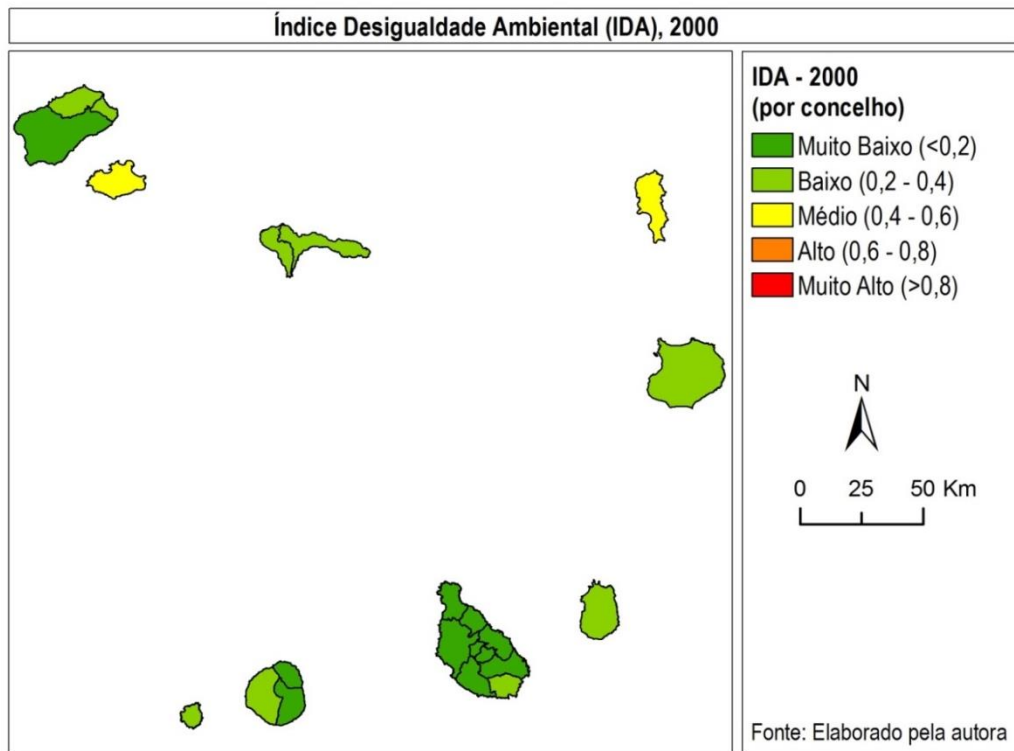 Índice Desigualdade Ambiental (IDA), 2000
IDA - 2000
(por concelho)
Muito Baixo (<0,2)
Baixo (0,2 - 0,4)
Médio (0,4 - 0,6)
Alto (0,6 - 0,8)
Muito Alto (>0,8)
N
0 25 50 Km
Fonte: Elaborado pela autora